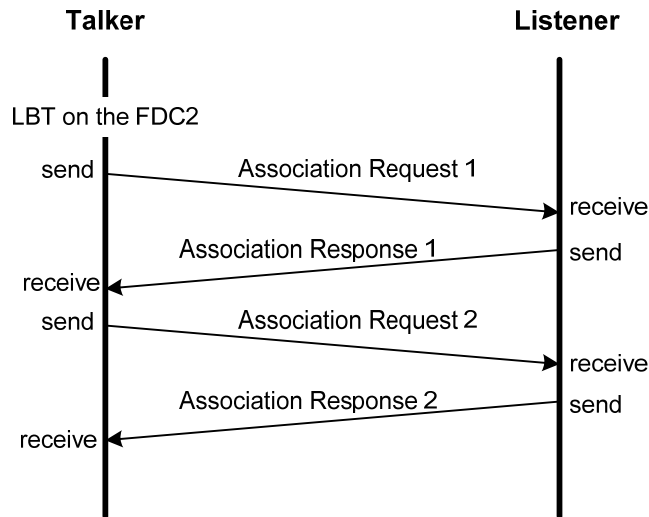 Talker
Listener
LBT on the FDC2
send
Association Request 1
receive
Association Response 1
send
receive
send
Association Request 2
receive
Association Response 2
send
receive